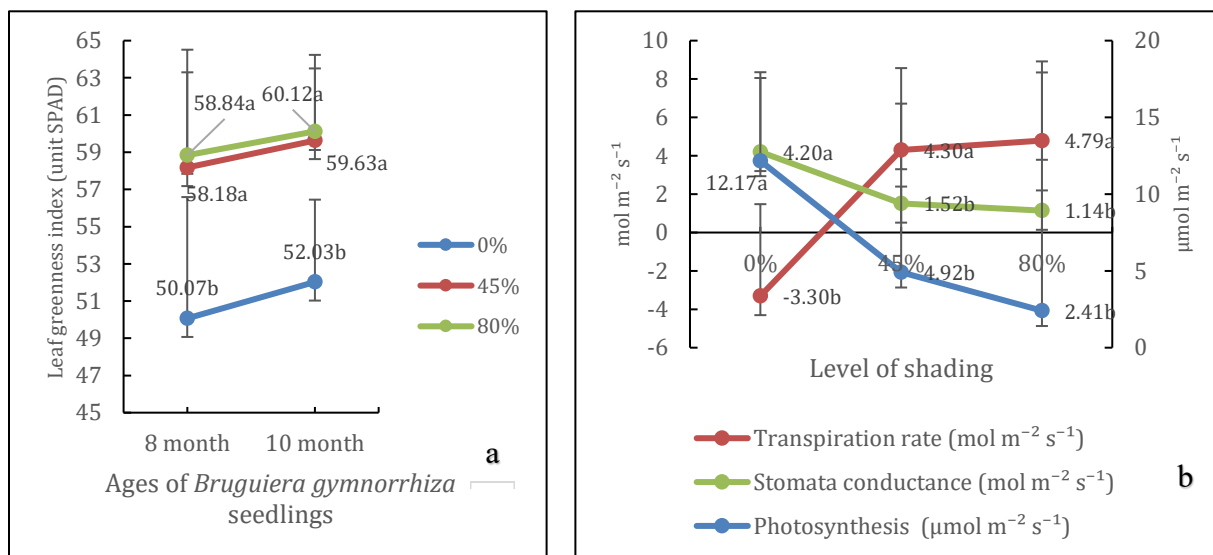 65
63
61
59
57
55
53
51
49
47
45
Leaf greenness index (unit SPAD)
58.84a
60.12a
58.18a
59.63a
50.07b
52.03b
0%
45%
80%
8 month
10 month
Ages of Bruguiera gymnorrhiza
seedlings
a
10
8
6
4
2
0
-2
-4
-6
mol m⁻² s⁻¹
20
15
10
5
0
μmol m⁻² s⁻¹
4.20a
12.17a
-3.30b
4.30a
1.52b
4.92b
4.79a
1.14b
2.41b
0%
45%
80%
Level of shading
Transpiration rate (mol m⁻² s⁻¹)
Stomata conductance (mol m⁻² s⁻¹)
Photosynthesis (μmol m⁻² s⁻¹)
b